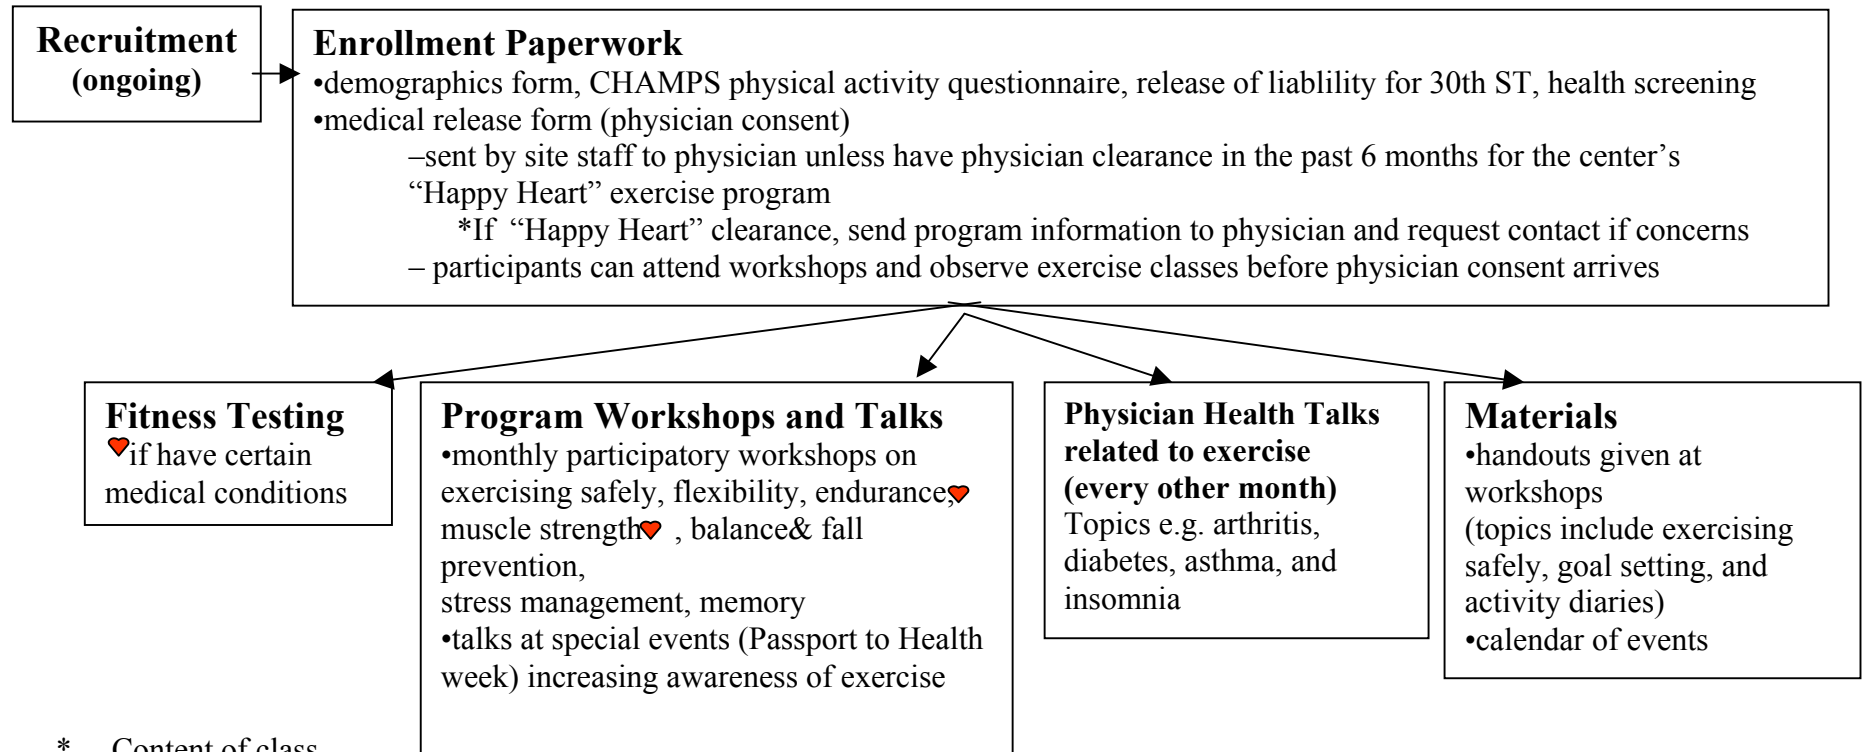 Recruitment
(ongoing)
Enrollment Paperwork
•demographics form, CHAMPS physical activity questionnaire, release of liablility for 30th ST, health screening
•medical release form (physician consent)
–sent by site staff to physician unless have physician clearance in the past 6 months for the center’s
“Happy Heart” exercise program
*If “Happy Heart” clearance, send program information to physician and request contact if concerns
– participants can attend workshops and observe exercise classes before physician consent arrives
Fitness Testing
if have certain
medical conditions
Program Workshops and Talks
•monthly participatory workshops on
exercising safely, flexibility, endurance,
muscle strength , balance& fall
prevention,
stress management, memory
•talks at special events (Passport to Health
week) increasing awareness of exercise
Physician Health Talks
related to exercise
(every other month)
Topics e.g. arthritis,
diabetes, asthma, and
insomnia
Materials
•handouts given at
workshops
(topics include exercising
safely, goal setting, and
activity diaries)
•calendar of events
* Content of class